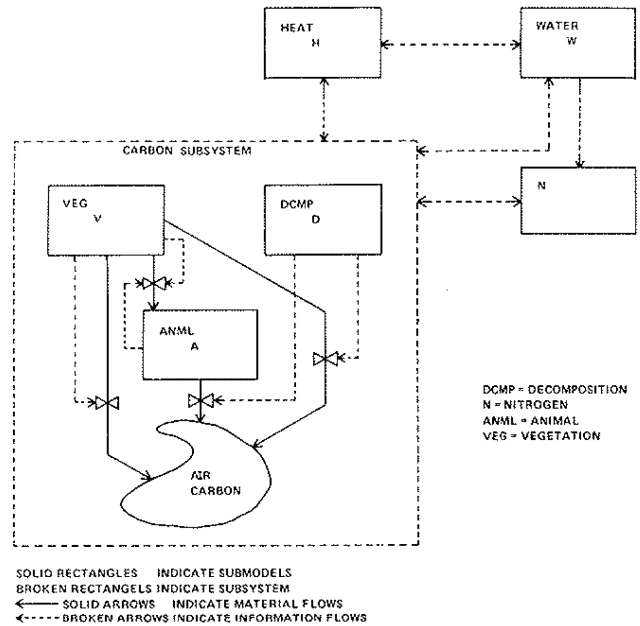 HEAT
H
WATER
W
CARBON SUBSYSTEM
VEG
V
DCMP
D
N
ANML
A
AIR
CARBON
DCMP = DECOMPOSITION
N = NITROGEN
ANML = ANIMAL
VEG = VEGETATION
SOLID RECTANGLES INDICATE SUBMODELS
BROKEN RECTANGELS INDICATE SUBSYSTEM
SOLID ARROWS INDICATE MATERIAL FLOWS
BROKEN ARROWS INDICATE INFORMATION FLOWS